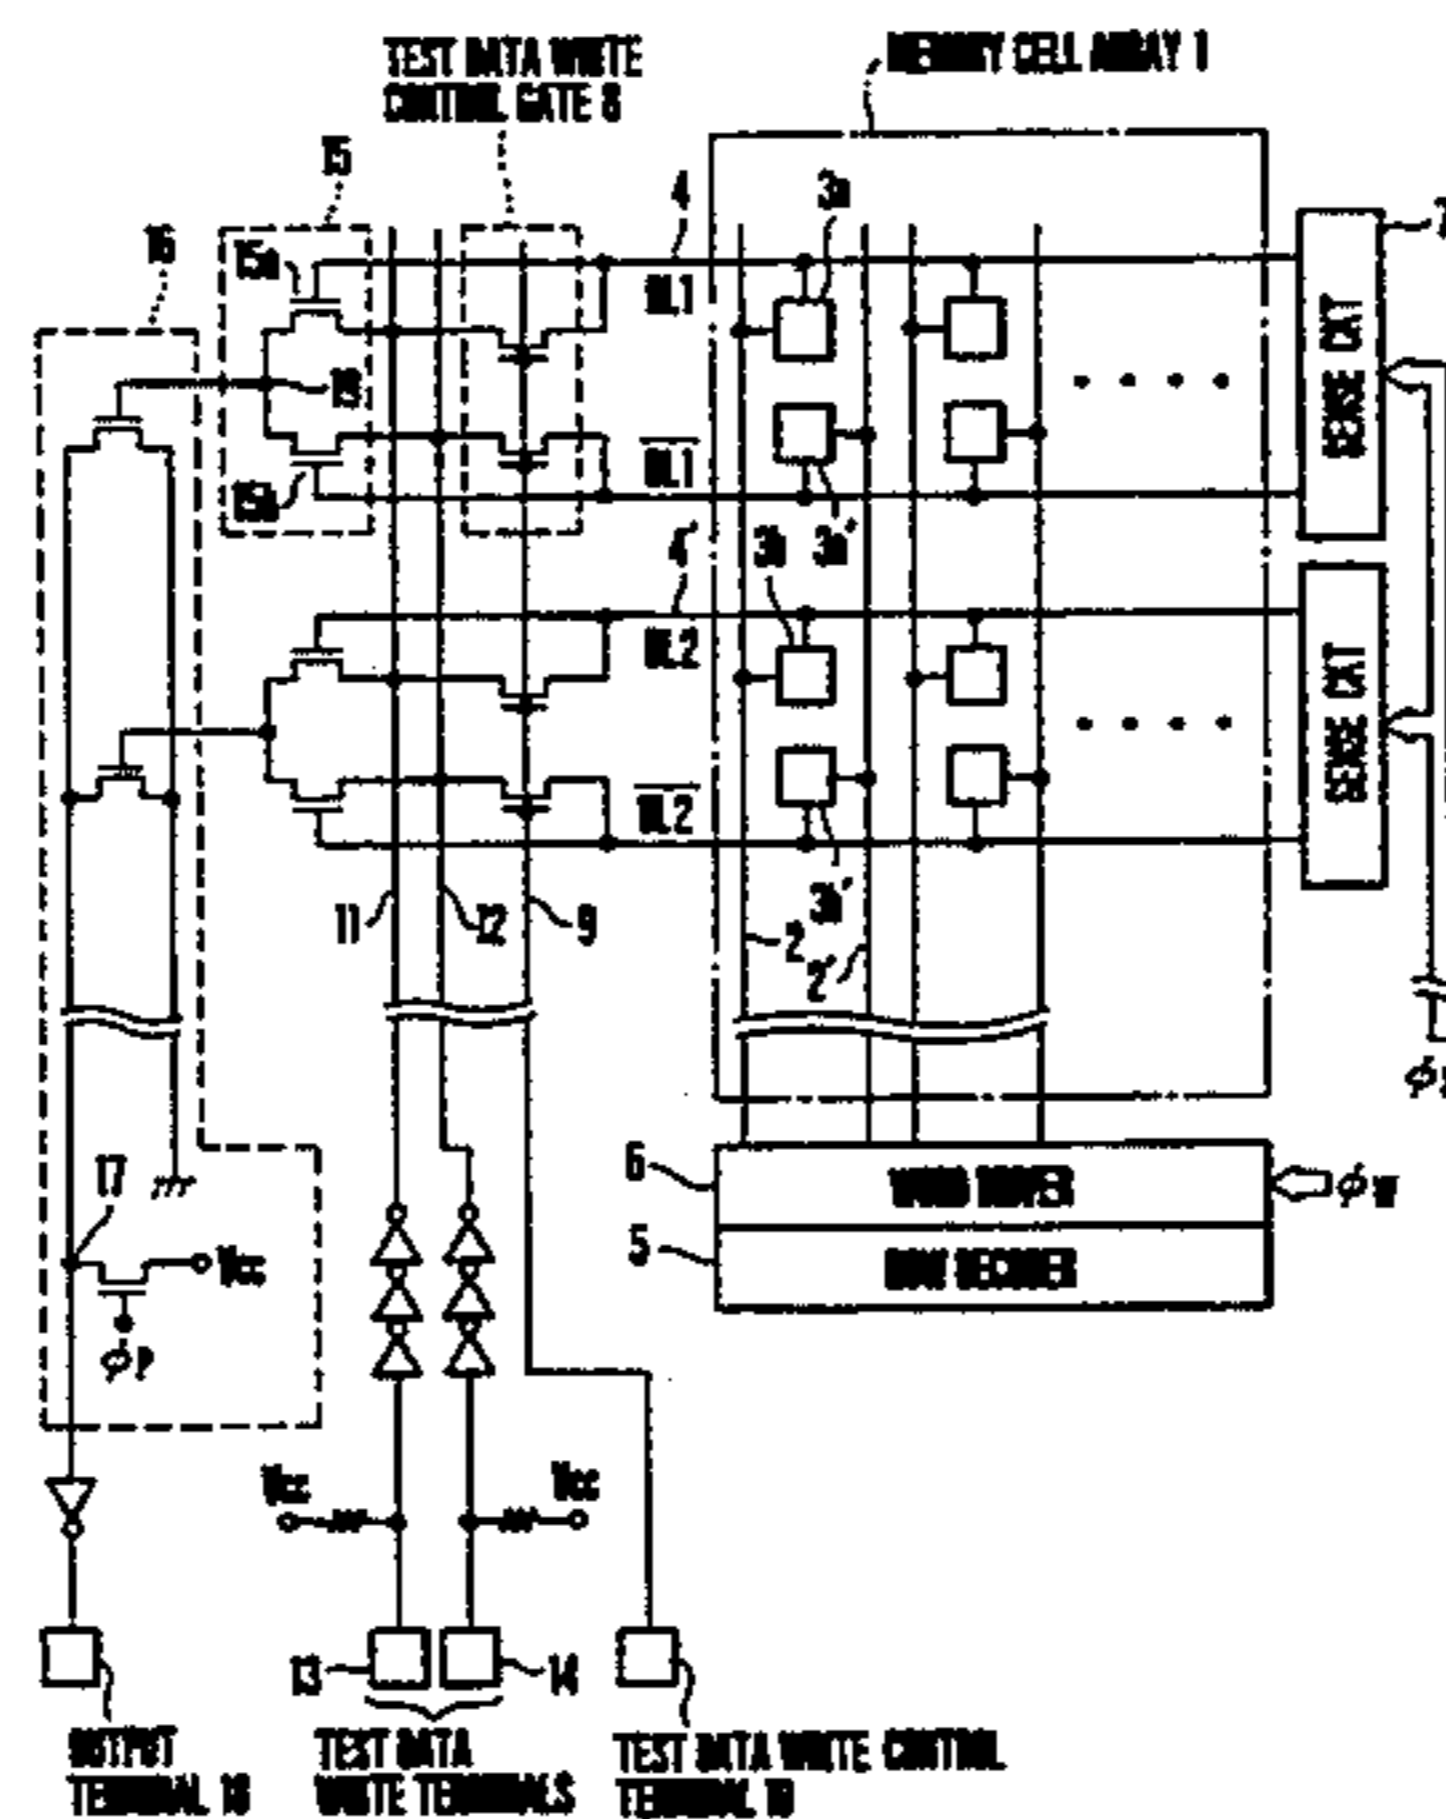 TEST DATA WRITE
CONTROL GATE 8
MEMORY CELL ARRAY 1
15
4
3a
7
16
15a
BL1
SENSE CKT
BL1
15b
4'
3b
3a'
BL2
SENSE CKT
BL2
3b'
11
12
9
2
2'
6
WORD DRIVER
φW
5
ROW DECODER
17
Vcc
φP
Vcc
Vcc
13
14
OUTPUT
TERMINAL
TEST DATA
WRITE TERMINALS
TEST DATA WRITE CONTROL
TERMINAL 10